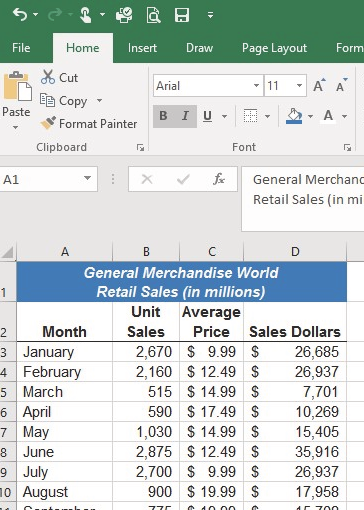 File Home Insert Draw Page Layout Form
Cut
Copy
Paste
Format Painter
Arial 11 A A
B I U A
Clipboard Font
A1 fx General Merchand
Retail Sales (in mi
A B C D
1 General Merchandise World
Retail Sales (in millions)
2 Month Unit Sales Average Price Sales Dollars
3 January 2,670 $ 9.99 $ 26,685
4 February 2,160 $ 12.49 $ 26,937
5 March 515 $ 14.99 $ 7,701
6 April 590 $ 17.49 $ 10,269
7 May 1,030 $ 14.99 $ 15,405
8 June 2,875 $ 12.49 $ 35,916
9 July 2,700 $ 9.99 $ 26,937
10 August 900 $ 19.99 $ 17,958